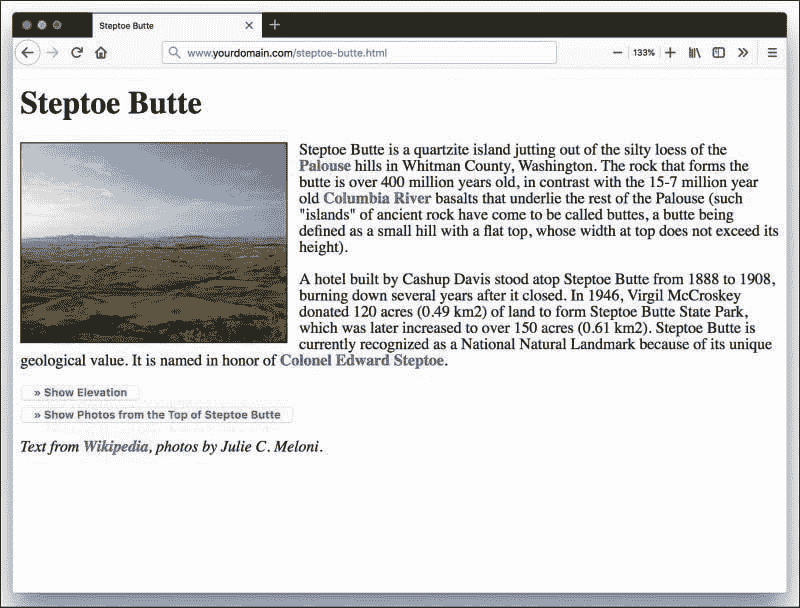 Steptoe Butte
www.yourdomain.com/steptoe-butte.html
133%
Steptoe Butte
Steptoe Butte is a quartzite island jutting out of the silty loess of the
Palouse hills in Whitman County, Washington. The rock that forms the
butte is over 400 million years old, in contrast with the 15-7 million year
old Columbia River basalts that underlie the rest of the Palouse (such
"islands" of ancient rock have come to be called buttes, a butte being
defined as a small hill with a flat top, whose width at top does not exceed its
height).
A hotel built by Cashup Davis stood atop Steptoe Butte from 1888 to 1908,
burning down several years after it closed. In 1946, Virgil McCroskey
donated 120 acres (0.49 km2) of land to form Steptoe Butte State Park,
which was later increased to over 150 acres (0.61 km2). Steptoe Butte is
currently recognized as a National Natural Landmark because of its unique
geological value. It is named in honor of Colonel Edward Steptoe.
» Show Elevation
» Show Photos from the Top of Steptoe Butte
Text from Wikipedia, photos by Julie C. Meloni.